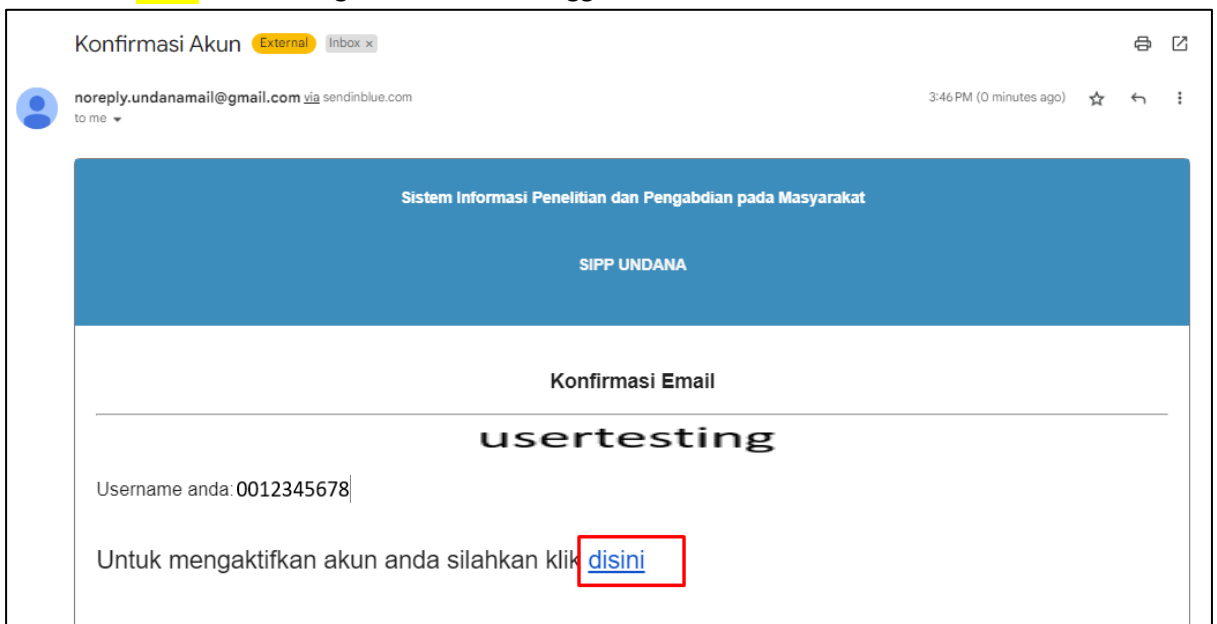 Konfirmasi Akun External Inbox x
noreply.undanamail@gmail.com via sendinblue.com 3:46 PM (0 minutes ago)
to me
Sistem Informasi Penelitian dan Pengabdian pada Masyarakat
SIPP UNDANA
Konfirmasi Email
usertesting
Username anda: 0012345678
Untuk mengaktifkan akun anda silahkan klik disini